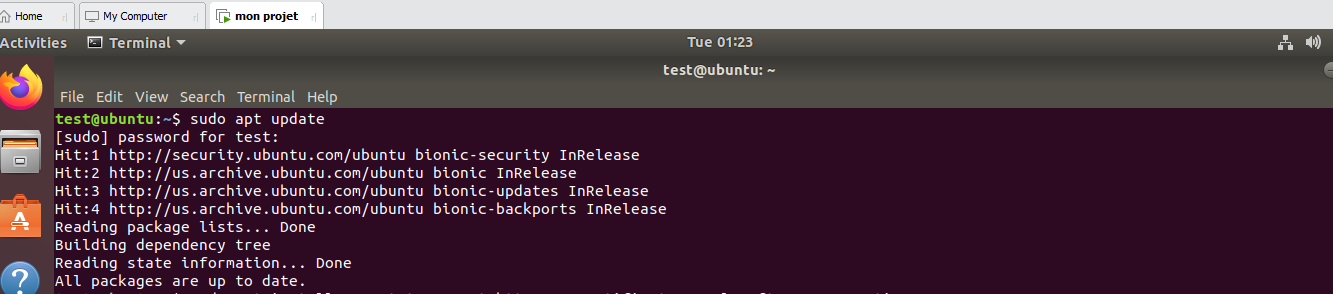 Home
My Computer
mon projet
Activities
Terminal
Tue 01:23
test@ubuntu: ~
File Edit View Search Terminal Help
test@ubuntu:~$ sudo apt update
[sudo] password for test:
Hit:1 http://security.ubuntu.com/ubuntu bionic-security InRelease
Hit:2 http://us.archive.ubuntu.com/ubuntu bionic InRelease
Hit:3 http://us.archive.ubuntu.com/ubuntu bionic-updates InRelease
Hit:4 http://us.archive.ubuntu.com/ubuntu bionic-backports InRelease
Reading package lists... Done
Building dependency tree
Reading state information... Done
All packages are up to date.